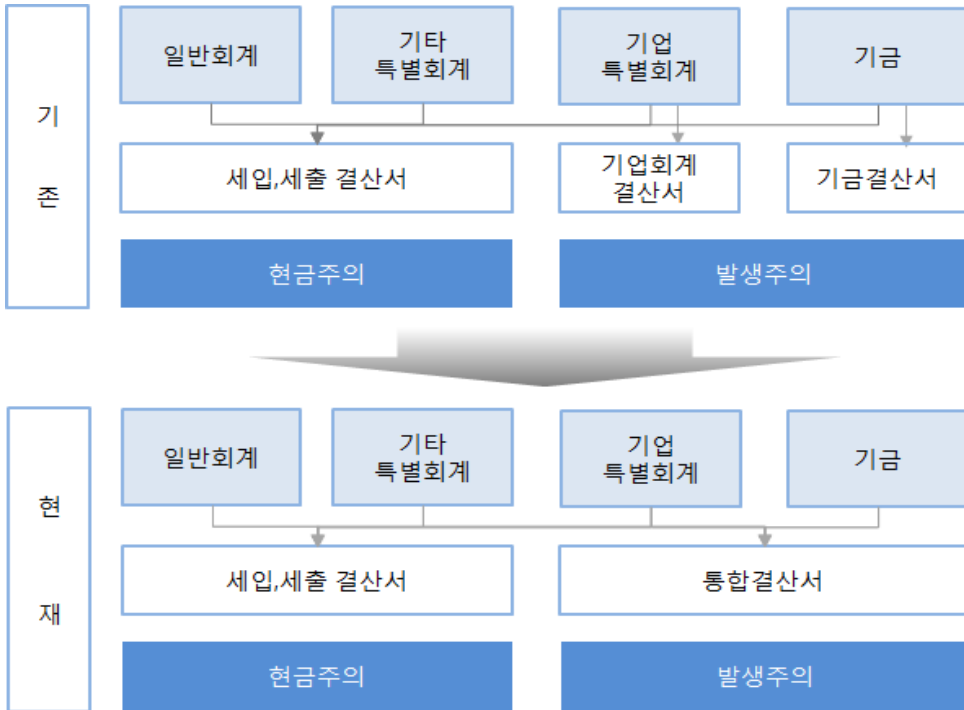 기
존
일반회계
기타
특별회계
기업
특별회계
기금
세입,세출 결산서
기업회계
결산서
기금결산서
현금주의
발생주의
현
재
일반회계
기타
특별회계
기업
특별회계
기금
세입,세출 결산서
통합결산서
현금주의
발생주의